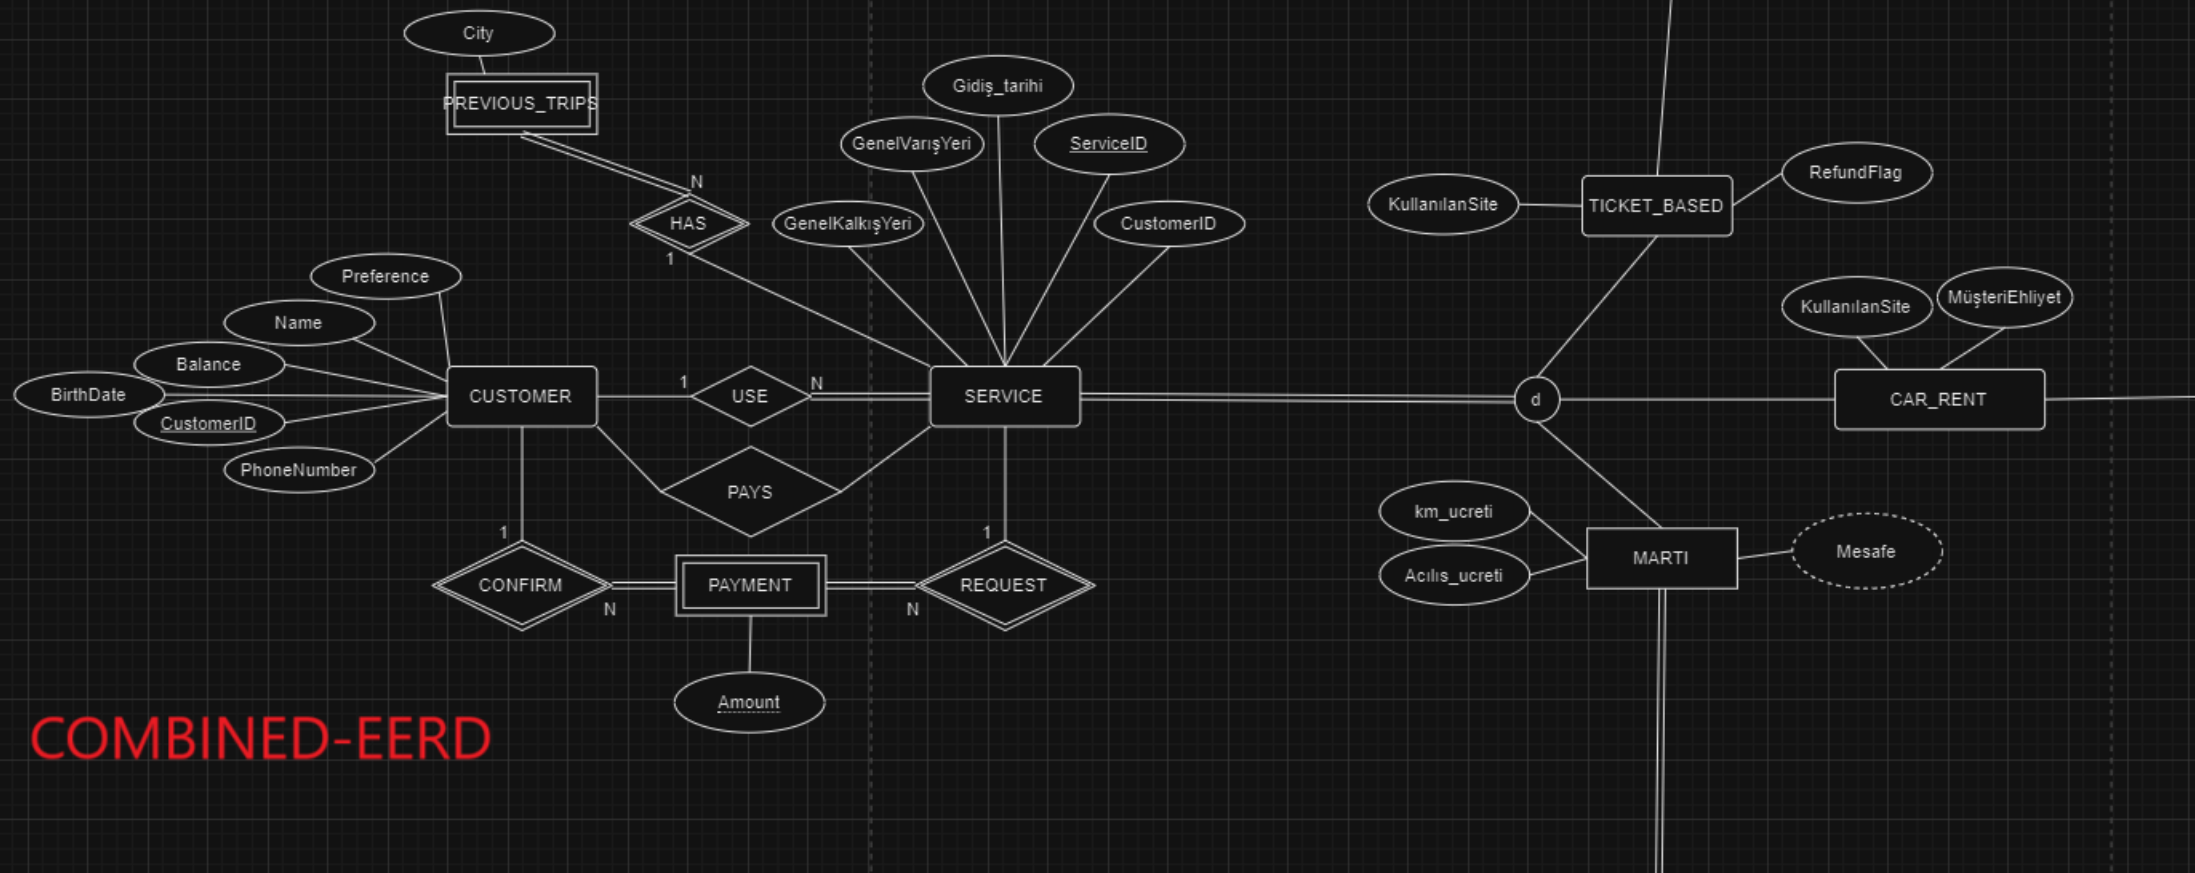 City
PREVIOUS_TRIPS
Gidiş_tarihi
GenelVarışYeri
ServiceID
GenelKalkışYeri
CustomerID
N
HAS
1
Preference
Name
Balance
BirthDate
CustomerID
PhoneNumber
CUSTOMER
1
USE
N
SERVICE
PAYS
1
CONFIRM
N
PAYMENT
N
1
REQUEST
Amount
KullanılanSite
TICKET_BASED
RefundFlag
d
KullanılanSite
MüşteriEhliyet
CAR_RENT
km_ucreti
Acılıs_ucreti
MARTI
Mesafe
COMBINED-EERD